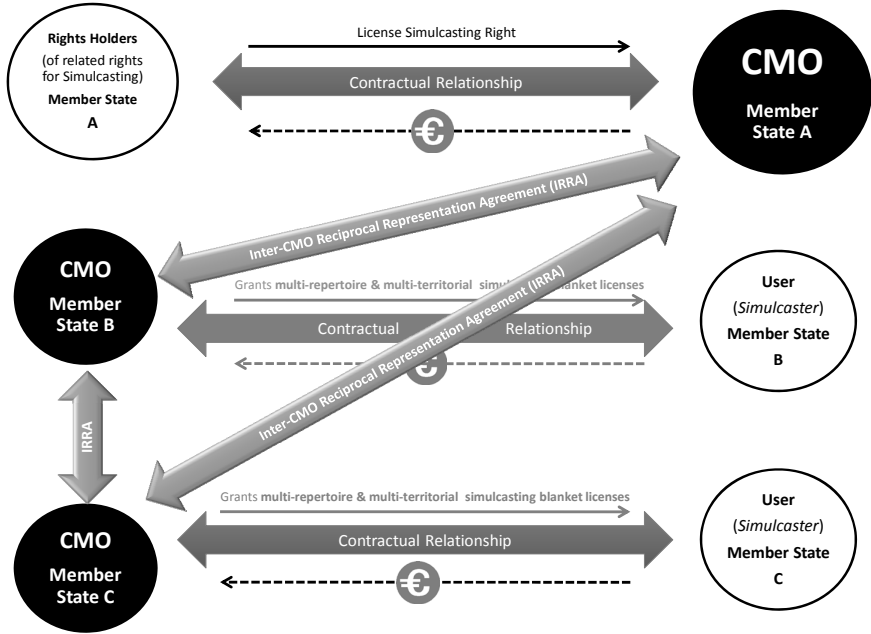 Rights Holders
(of related rights
for Simulcasting)
Member State
A
License Simulcasting Right
Contractual Relationship
€
CMO
Member
State A
Inter-CMO Reciprocal Representation Agreement (IRRA)
CMO
Member
State B
Grants multi-repertoire & multi-territorial blanket licenses
Contractual Relationship
€
User
(Simulcaster)
Member State
B
Inter-CMO Reciprocal Representation Agreement (IRRA)
IRRA
CMO
Member
State C
Grants multi-repertoire & multi-territorial simulcasting blanket licenses
Contractual Relationship
€
User
(Simulcaster)
Member State
C